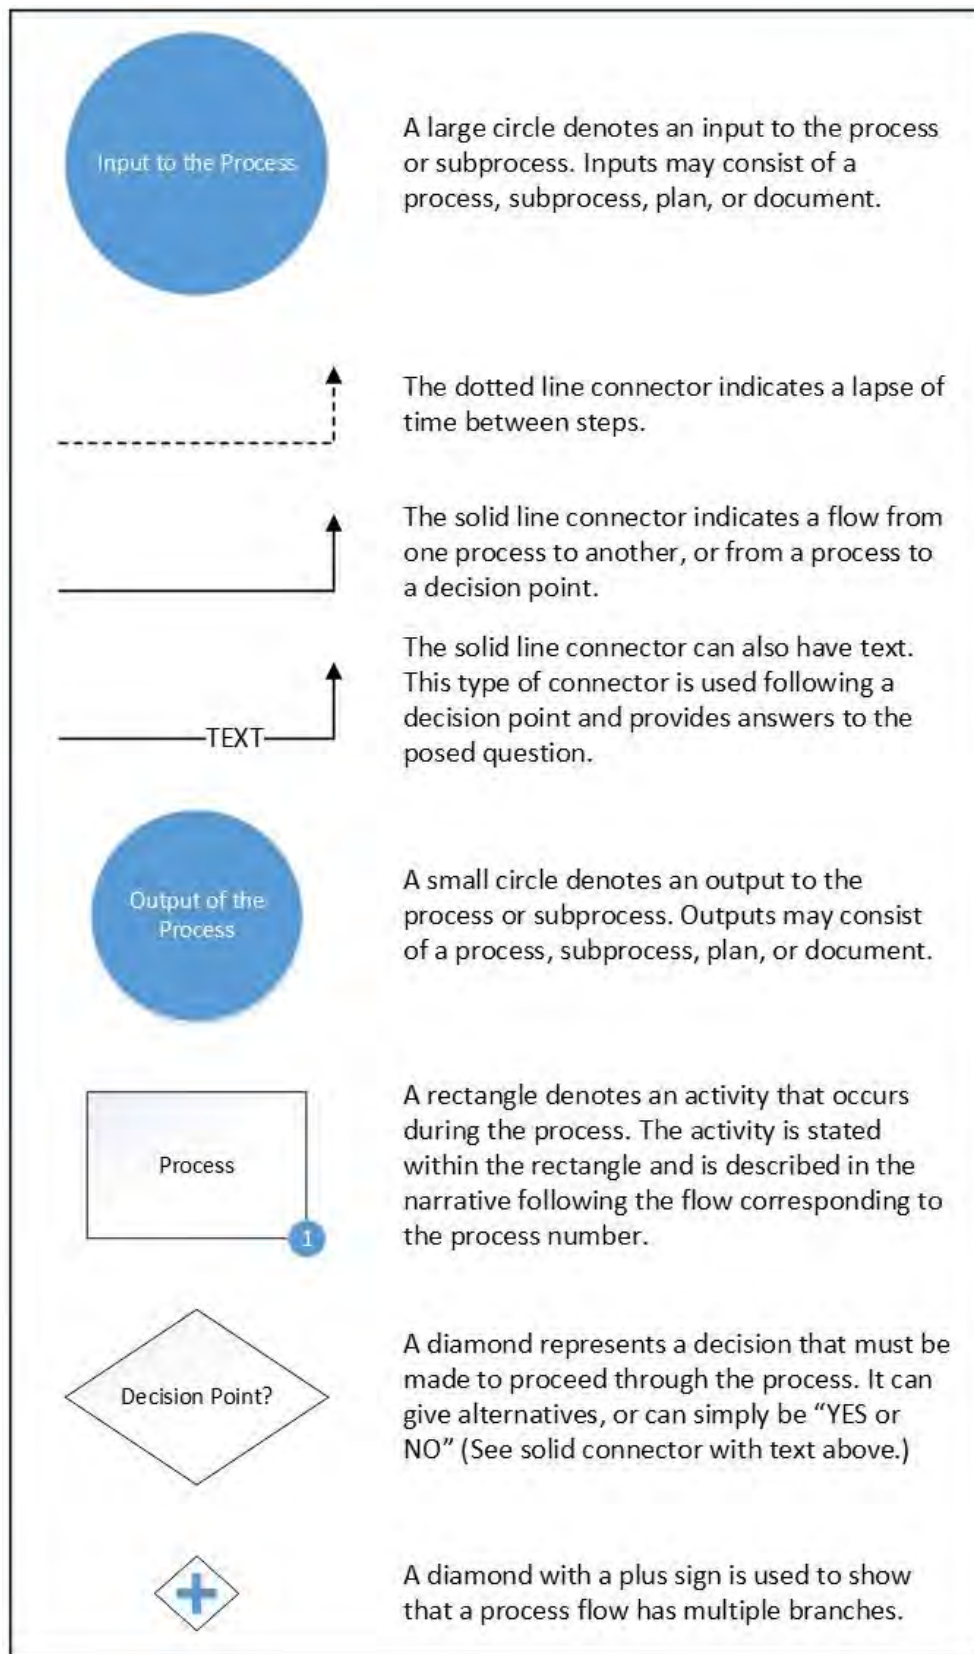 Input to the Process
A large circle denotes an input to the process
or subprocess. Inputs may consist of a
process, subprocess, plan, or document.
The dotted line connector indicates a lapse of
time between steps.
The solid line connector indicates a flow from
one process to another, or from a process to
a decision point.
TEXT
The solid line connector can also have text.
This type of connector is used following a
decision point and provides answers to the
posed question.
Output of the
Process
A small circle denotes an output to the
process or subprocess. Outputs may consist
of a process, subprocess, plan, or document.
Process
1
A rectangle denotes an activity that occurs
during the process. The activity is stated
within the rectangle and is described in the
narrative following the flow corresponding to
the process number.
Decision Point?
A diamond represents a decision that must be
made to proceed through the process. It can
give alternatives, or can simply be “YES or
NO” (See solid connector with text above.)
A diamond with a plus sign is used to show
that a process flow has multiple branches.